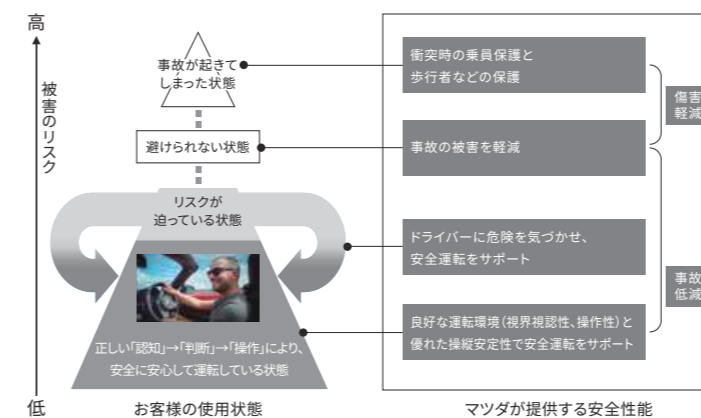 高
被害のリスク
低
事故が起きて
しまった状態
避けられない状態
リスクが
迫っている状態
正しい「認知」→「判断」→「操作」により、
安全に安心して運転している状態
お客様の使用状態
衝突時の乗員保護と
歩行者などの保護
事故の被害を軽減
ドライバーに危険を気づかせ、
安全運転をサポート
良好な運転環境(視界視認性、操作性)と
優れた操縦安定性で安全運転をサポート
傷害
軽減
事故
低減
マツダが提供する安全性能